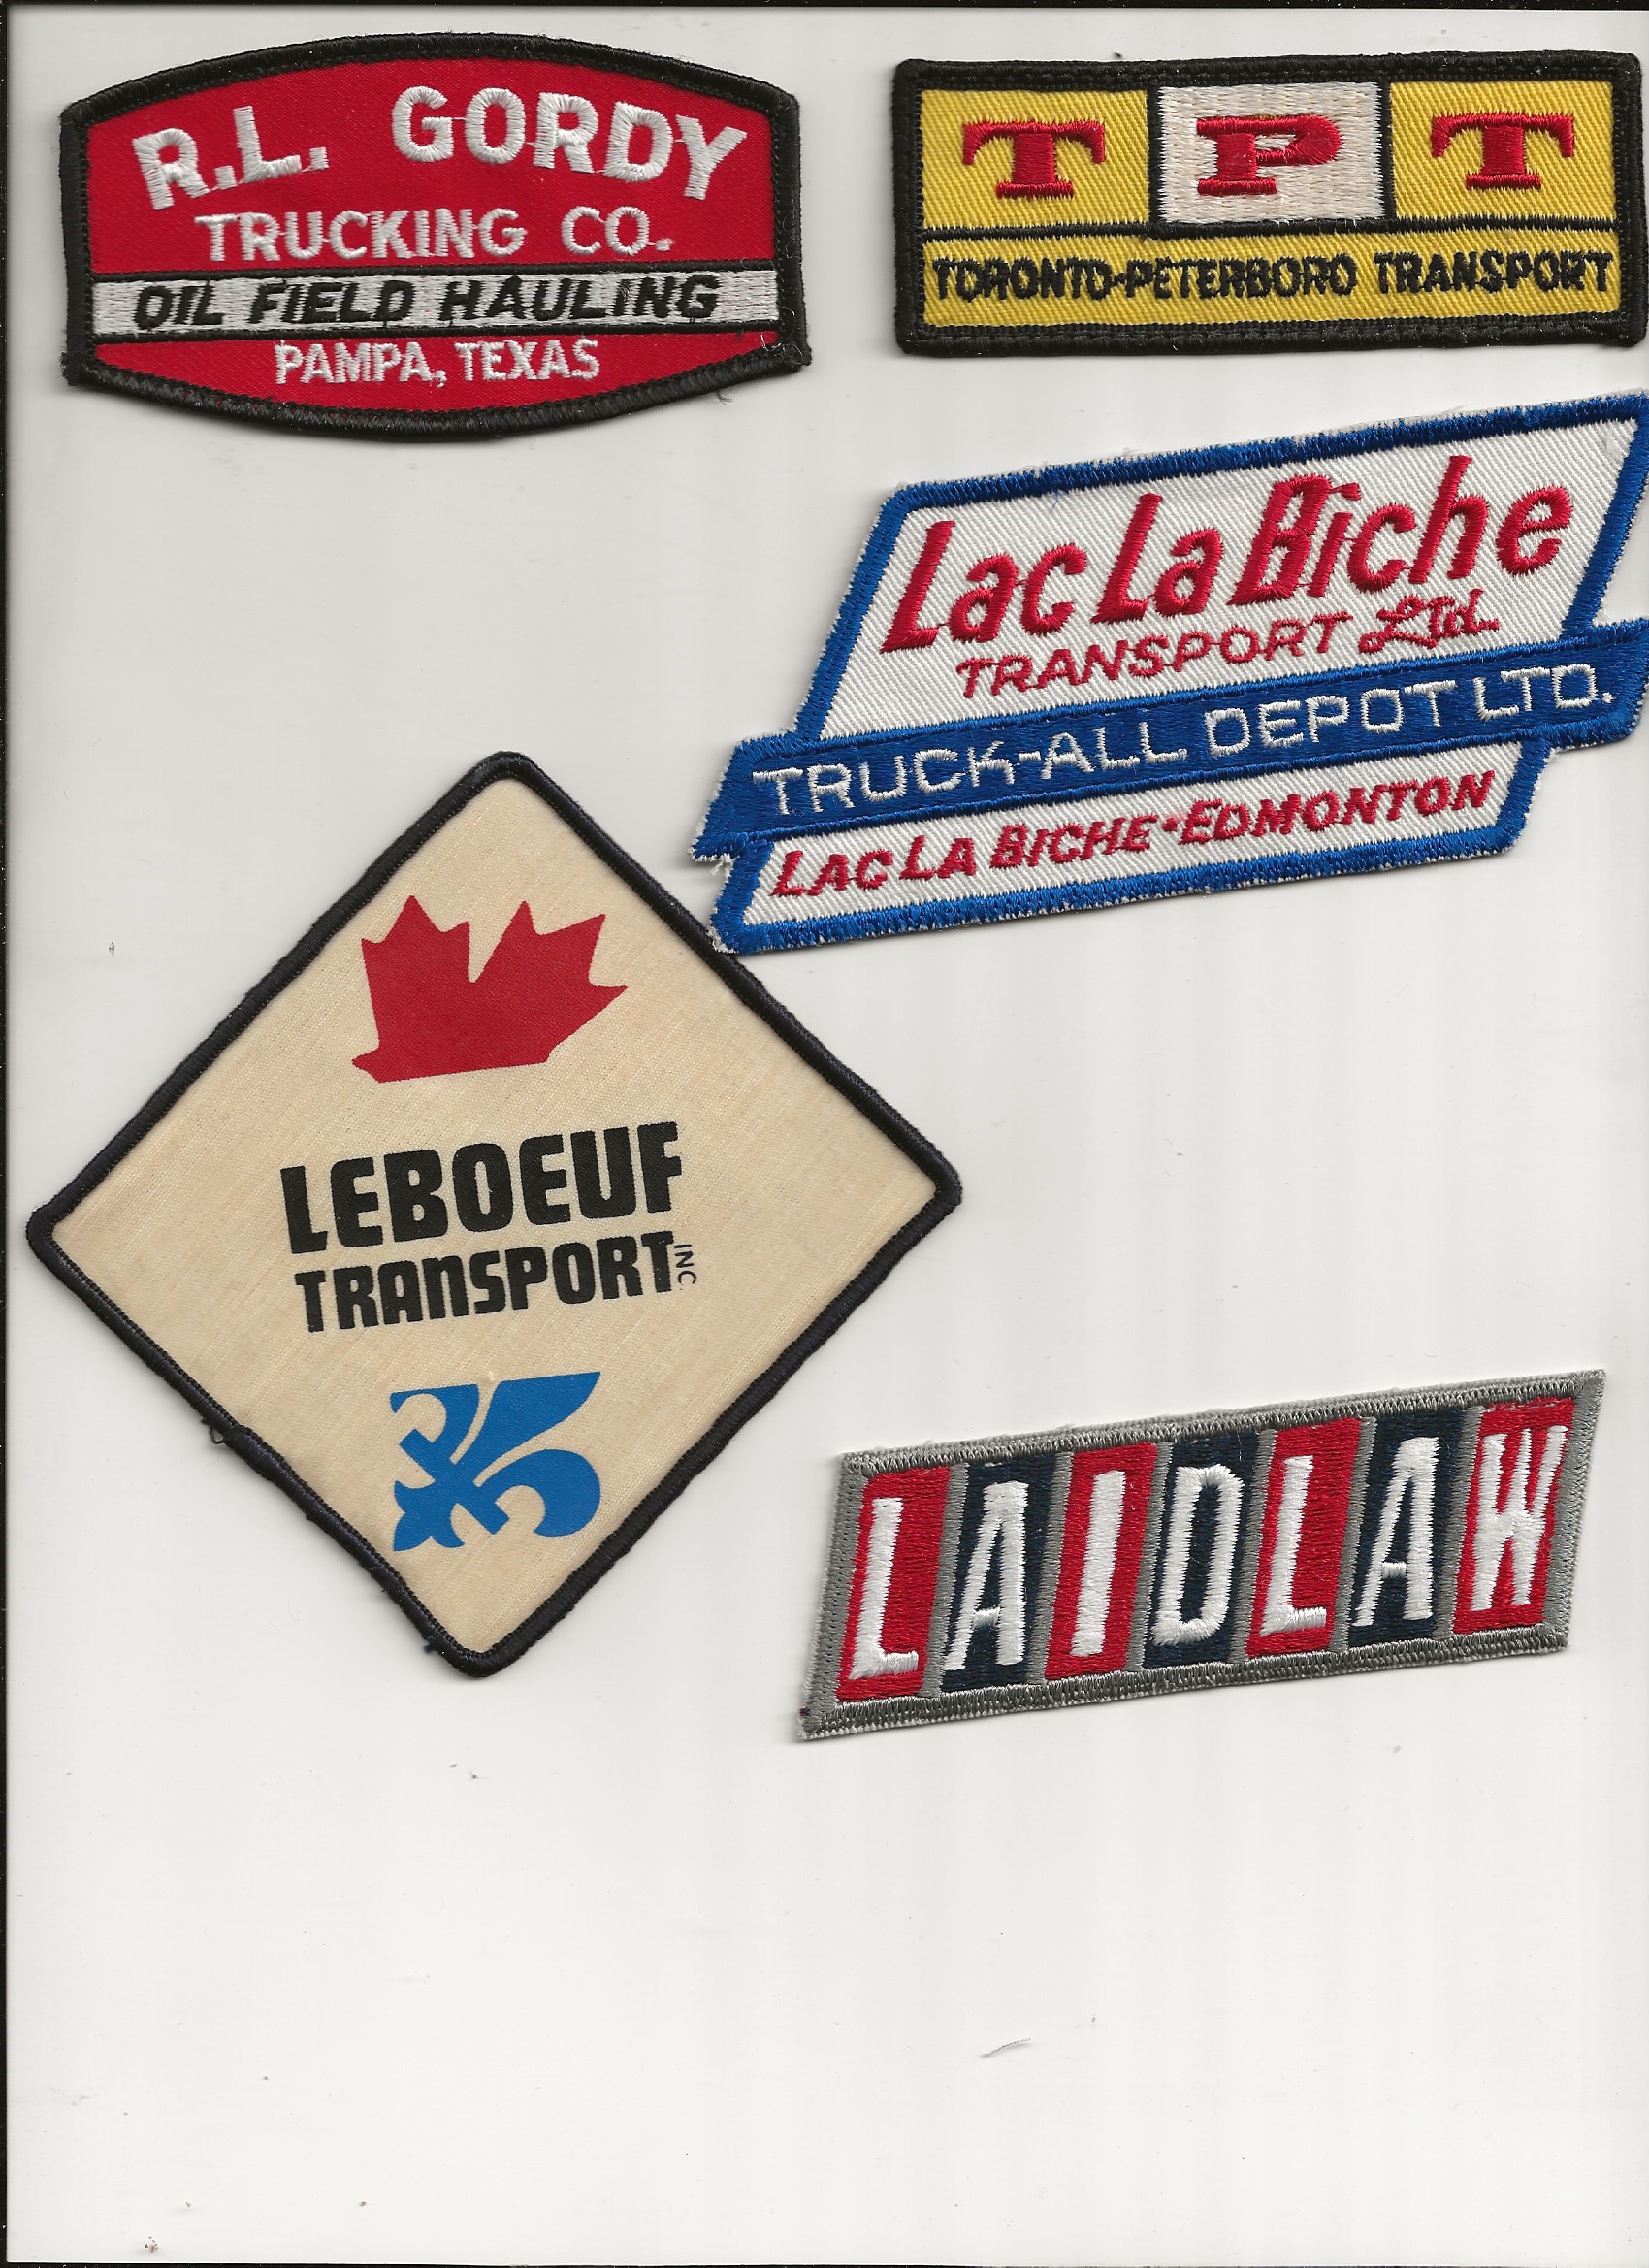 R.L. GORDY
TRUCKING CO.
OIL FIELD HAULING
PAMPA, TEXAS
T P T
TORONTO-PETERBORO TRANSPORT
Lac La Biche
TRANSPORT Ltd.
TRUCK-ALL DEPOT LTD.
LAC LA BICHE • EDMONTON
LEBOEUF
TRANSPORT INC
LAIDLAW